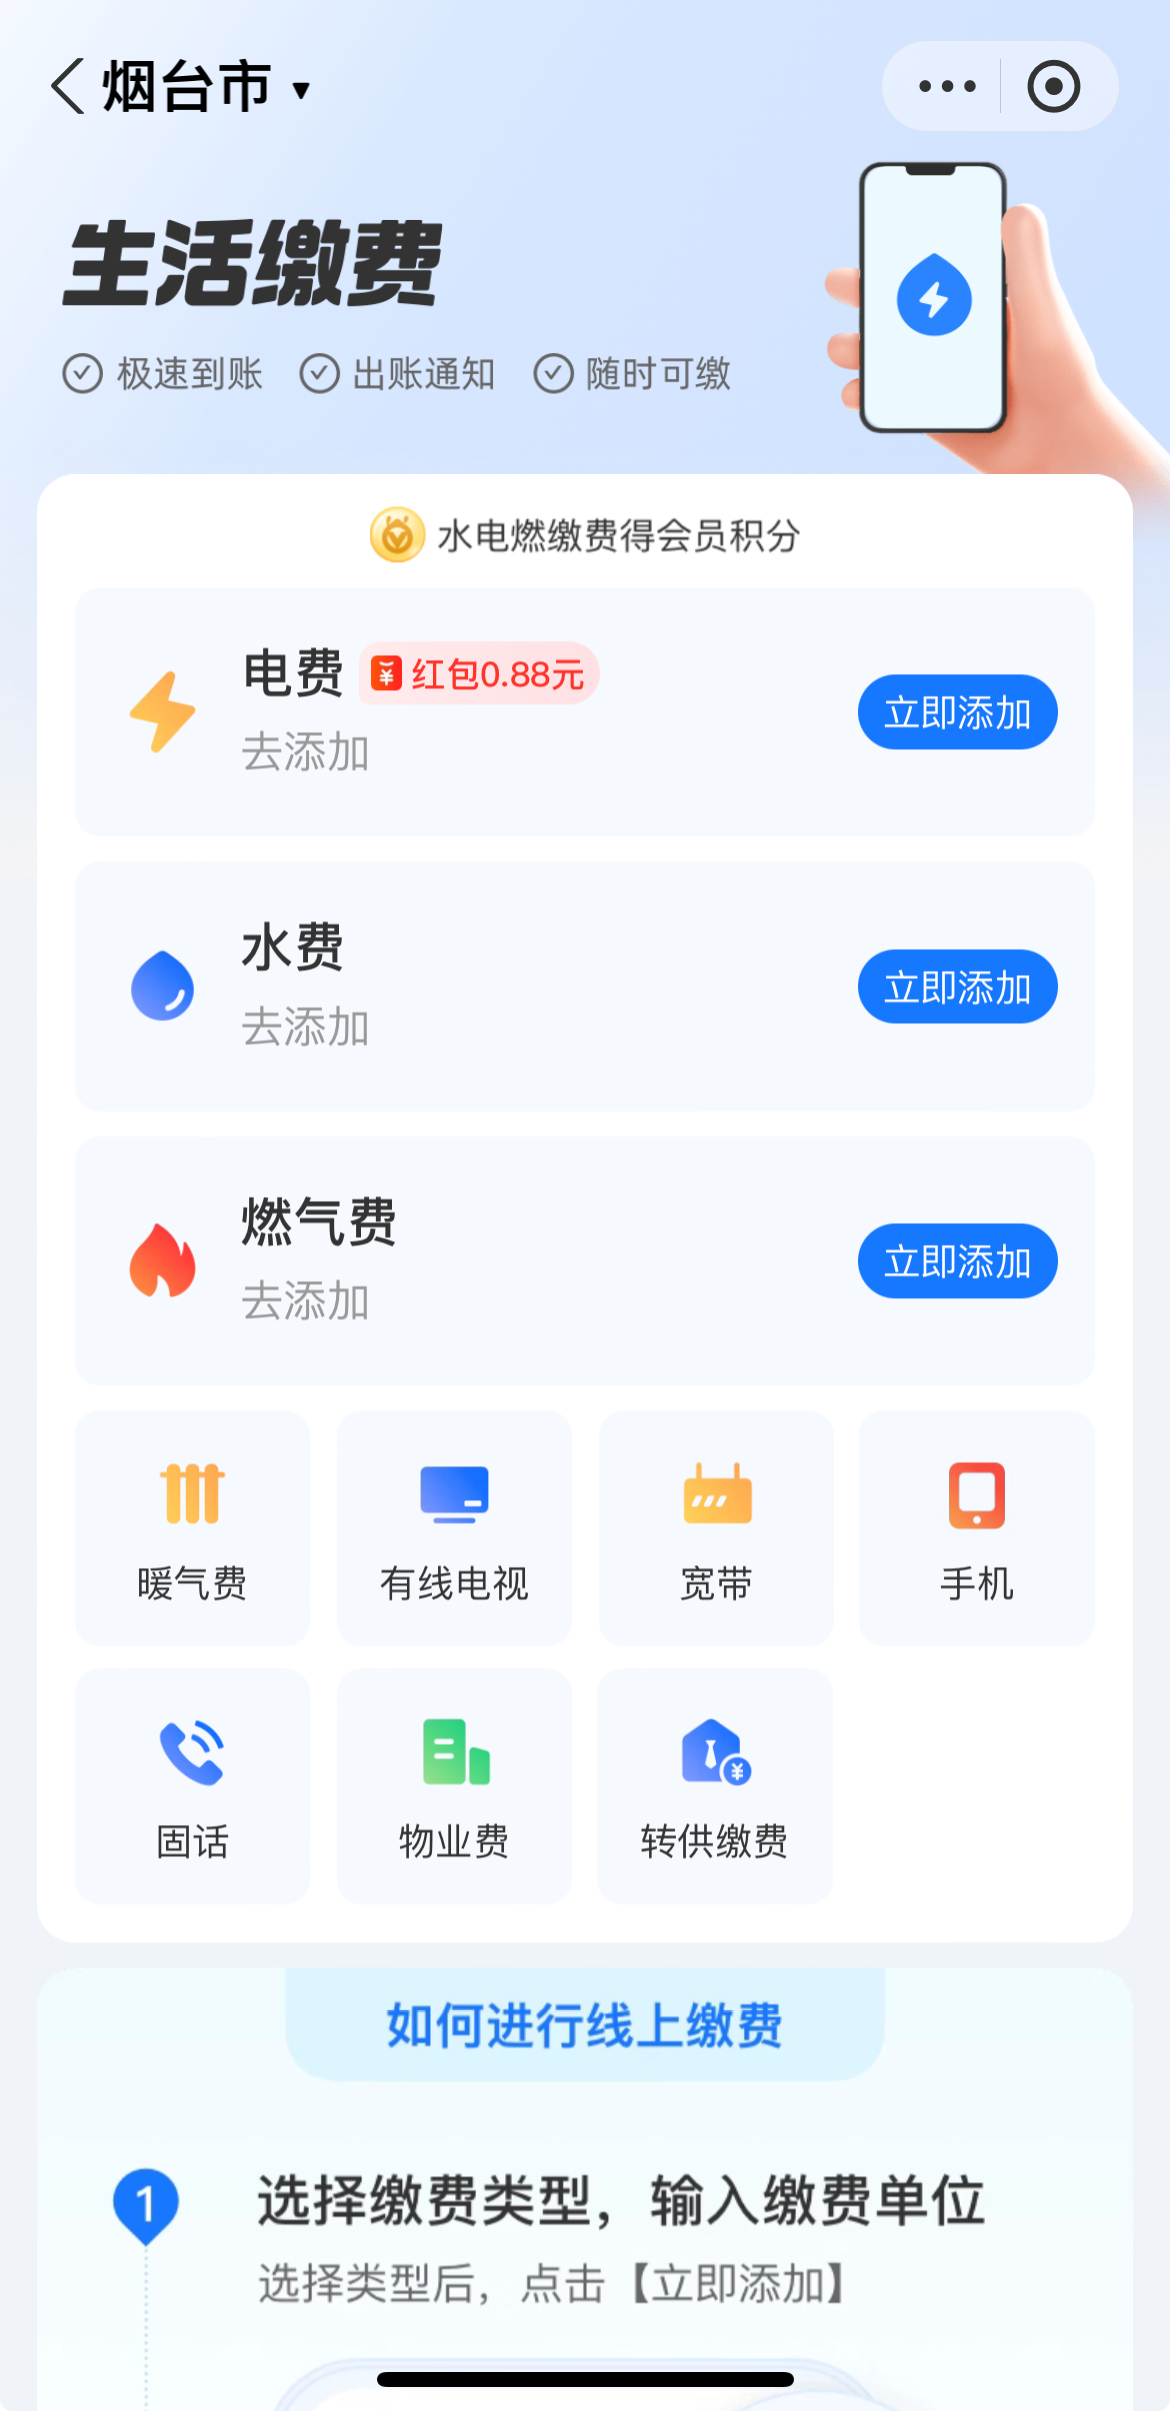 烟台市
生活缴费
极速到账 出账通知 随时可缴
水电燃缴费得会员积分
电费 红包0.88元
去添加
立即添加
水费
去添加
立即添加
燃气费
去添加
立即添加
暖气费 有线电视 宽带 手机
固话 物业费 转供缴费
如何进行线上缴费
1 选择缴费类型，输入缴费单位
选择类型后，点击【立即添加】